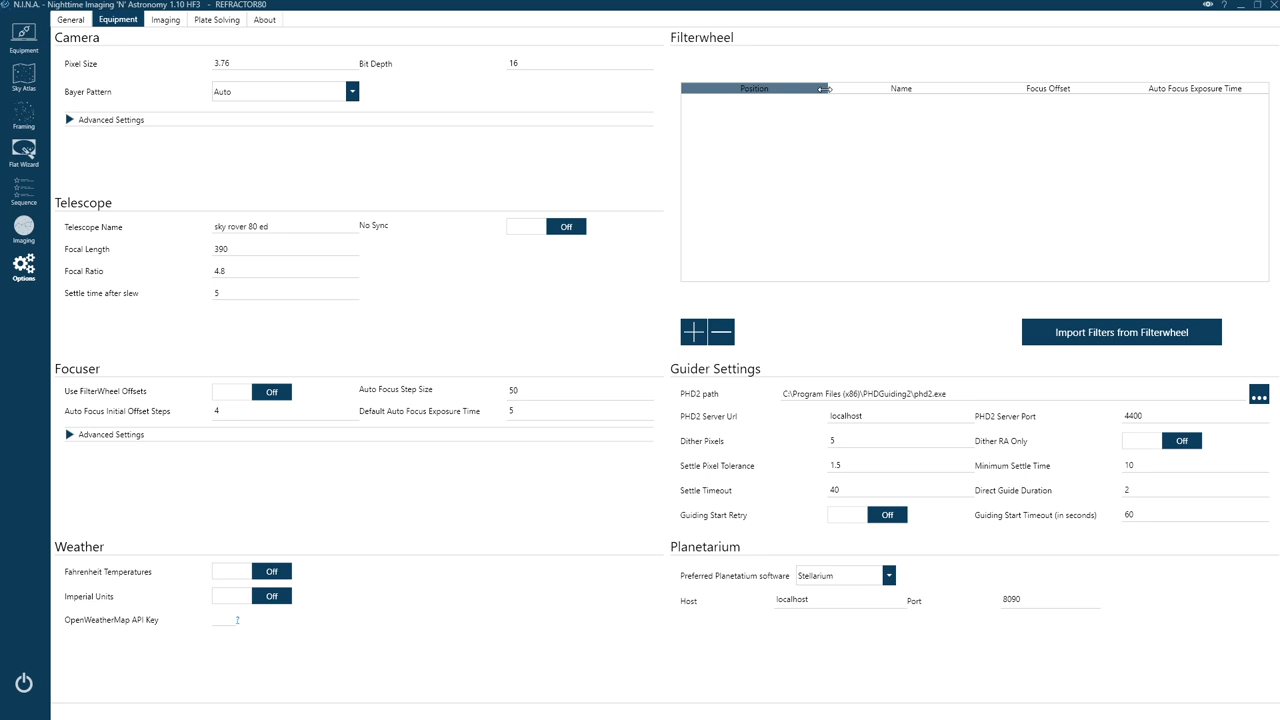 N.I.N.A. - Nighttime Imaging 'N' Astronomy 1.10 HF3 - REFRACTOR80
General Equipment Imaging Plate Solving About
Equipment
Sky Atlas
Framing
Flat Wizard
Sequence
Imaging
Options
Camera
Pixel Size 3.76 Bit Depth 16
Bayer Pattern Auto
Advanced Settings
Telescope
Telescope Name sky rover 80 ed No Sync Off
Focal Length 390
Focal Ratio 4.8
Settle time after slew 5
Focuser
Use FilterWheel Offsets Off Auto Focus Step Size 50
Auto Focus Initial Offset Steps 4 Default Auto Focus Exposure Time 5
Advanced Settings
Weather
Fahrenheit Temperatures Off
Imperial Units Off
OpenWeatherMap API Key ?
Filterwheel
Position Name Focus Offset Auto Focus Exposure Time
Import Filters from Filterwheel
Guider Settings
PHD2 path C:\Program Files (x86)\PHDGuiding2\phd2.exe ...
PHD2 Server Url localhost PHD2 Server Port 4400
Dither Pixels 5 Dither RA Only Off
Settle Pixel Tolerance 1.5 Minimum Settle Time 10
Settle Timeout 40 Direct Guide Duration 2
Guiding Start Retry Off Guiding Start Timeout (in seconds) 60
Planetarium
Preferred Planetatium software Stellarium
Host localhost Port 8090